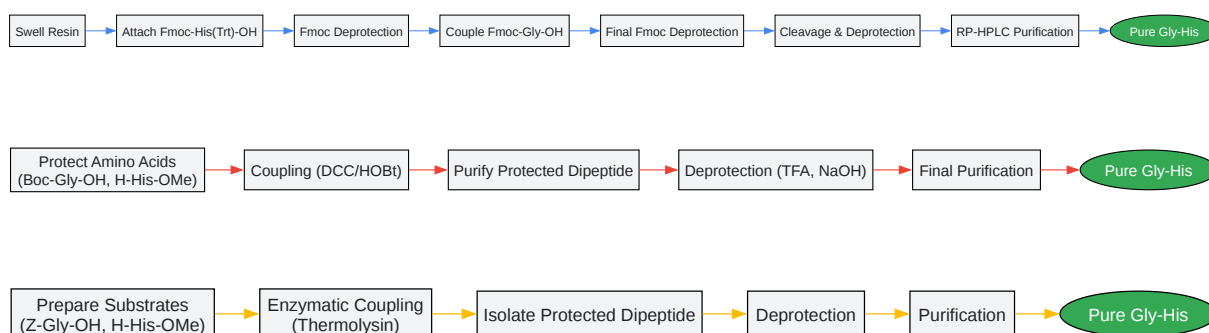 Swell Resin
Attach Fmoc-His(Trt)-OH
Fmoc Deprotection
Couple Fmoc-Gly-OH
Final Fmoc Deprotection
Cleavage & Deprotection
RP-HPLC Purification
Pure Gly-His
Protect Amino Acids
(Boc-Gly-OH, H-His-OMe)
Coupling (DCC/HOBt)
Purify Protected Dipeptide
Deprotection (TFA, NaOH)
Final Purification
Pure Gly-His
Prepare Substrates
(Z-Gly-OH, H-His-OMe)
Enzymatic Coupling
(Thermolysin)
Isolate Protected Dipeptide
Deprotection
Purification
Pure Gly-His